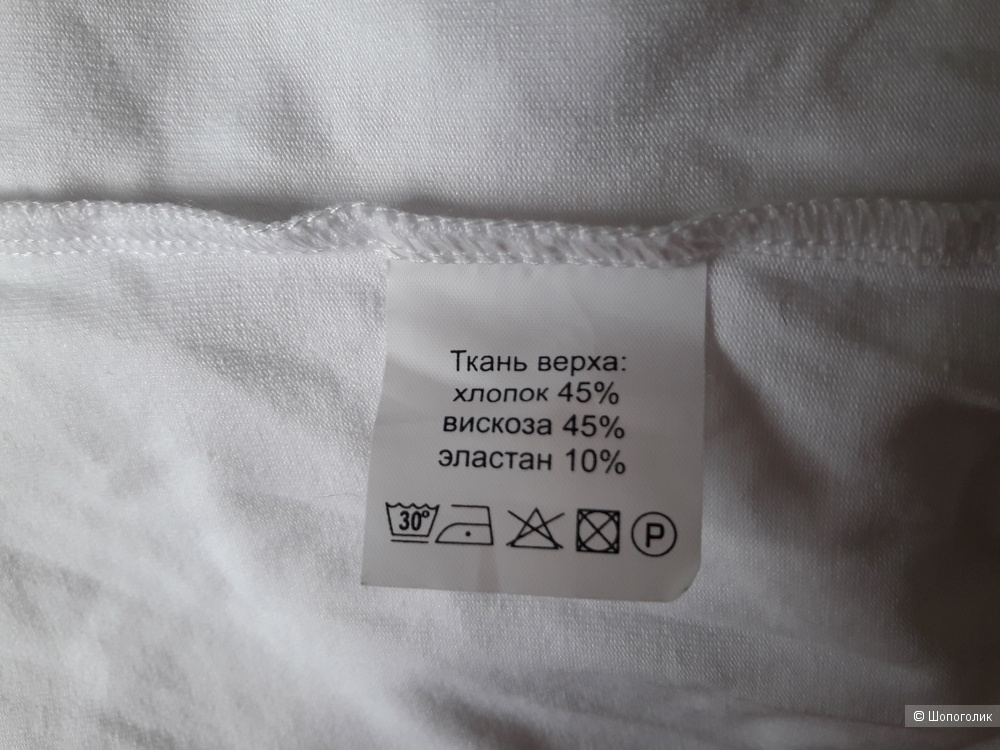 Ткань верха:
хлопок 45%
вискоза 45%
эластан 10%
30°
P
© Шопоголик